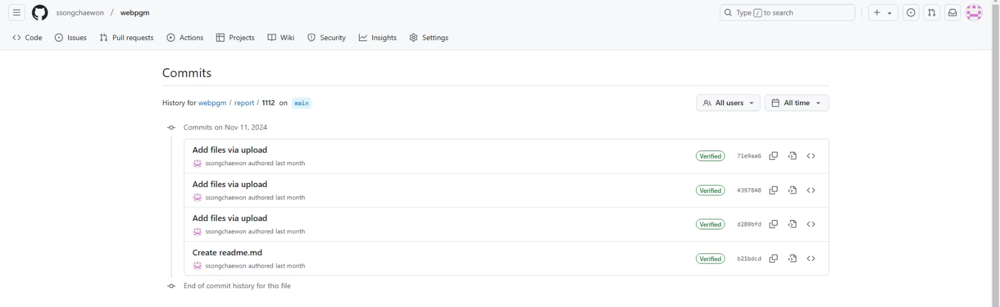 ssongchaewon / webpgm
Type / to search
Code Issues Pull requests Actions Projects Wiki Security Insights Settings
Commits
History for webpgm / report / 1112 on main
All users All time
Commits on Nov 11, 2024
Add files via upload
ssongchaewon authored last month
Verified 71e9aa6
Add files via upload
ssongchaewon authored last month
Verified 4397848
Add files via upload
ssongchaewon authored last month
Verified d289bfd
Create readme.md
ssongchaewon authored last month
Verified b21bdcd
End of commit history for this file